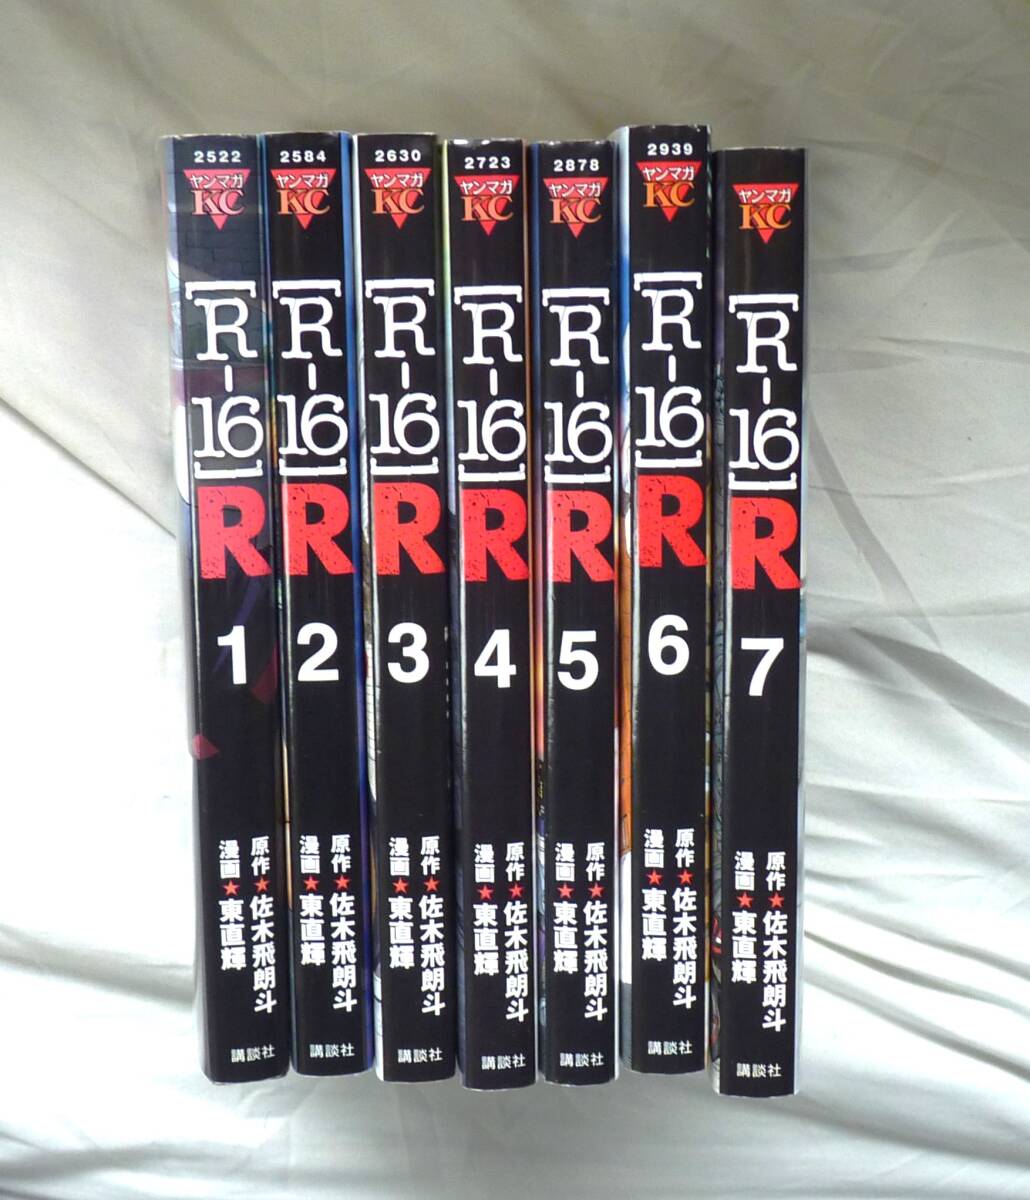 2522
ヤンマガ
KC
[R-16]
R
1
原作★佐木飛朗斗
漫画★東直輝
講談社
2584
ヤンマガ
KC
[R-16]
R
2
原作★佐木飛朗斗
漫画★東直輝
講談社
2630
ヤンマガ
KC
[R-16]
R
3
原作★佐木飛朗斗
漫画★東直輝
講談社
2723
ヤンマガ
KC
[R-16]
R
4
原作★佐木飛朗斗
漫画★東直輝
講談社
2878
ヤンマガ
KC
[R-16]
R
5
原作★佐木飛朗斗
漫画★東直輝
講談社
2939
ヤンマガ
KC
[R-16]
R
6
原作★佐木飛朗斗
漫画★東直輝
講談社
ヤンマガ
KC
[R-16]
R
7
原作★佐木飛朗斗
漫画★東直輝
講談社